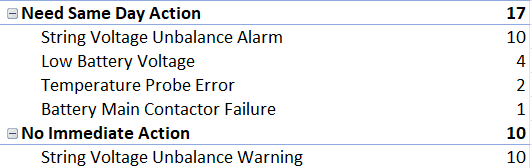 Need Same Day Action 17
String Voltage Unbalance Alarm 10
Low Battery Voltage 4
Temperature Probe Error 2
Battery Main Contactor Failure 1
No Immediate Action 10
String Voltage Unbalance Warning 10